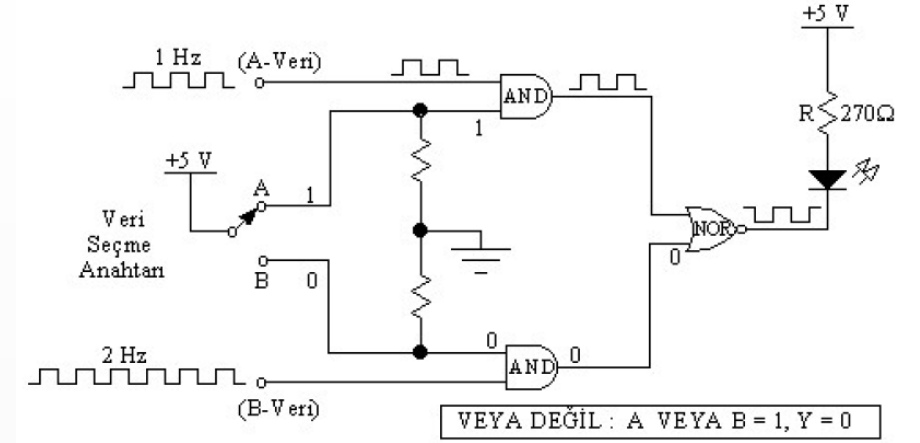 +5 V
1 Hz
(A-Veri)
AND
R
270Ω
1
+5 V
A
1
Veri
Seçme
Anahtarı
NOR
0
B
0
0
2 Hz
AND
0
(B-Veri)
VEYA DEĞİL : A VEYA B = 1, Y = 0